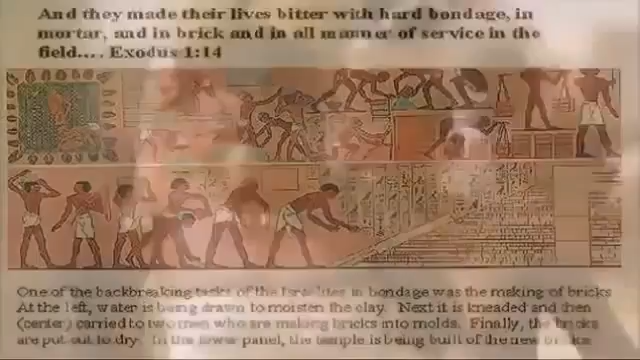 And they made their lives bitter with hard bondage, in
mortar, and in brick and in all manner of service in the
field.... Exodus 1:14
One of the backbreaking tasks of the Israelites in bondage was the making of bricks
At the left, water is being drawn to moisten the clay. Next it is kneaded and then
(center) carried to two men who are making bricks into molds. Finally, the bricks
are put out to dry. In the lower panel, the temple is being built of the new bricks